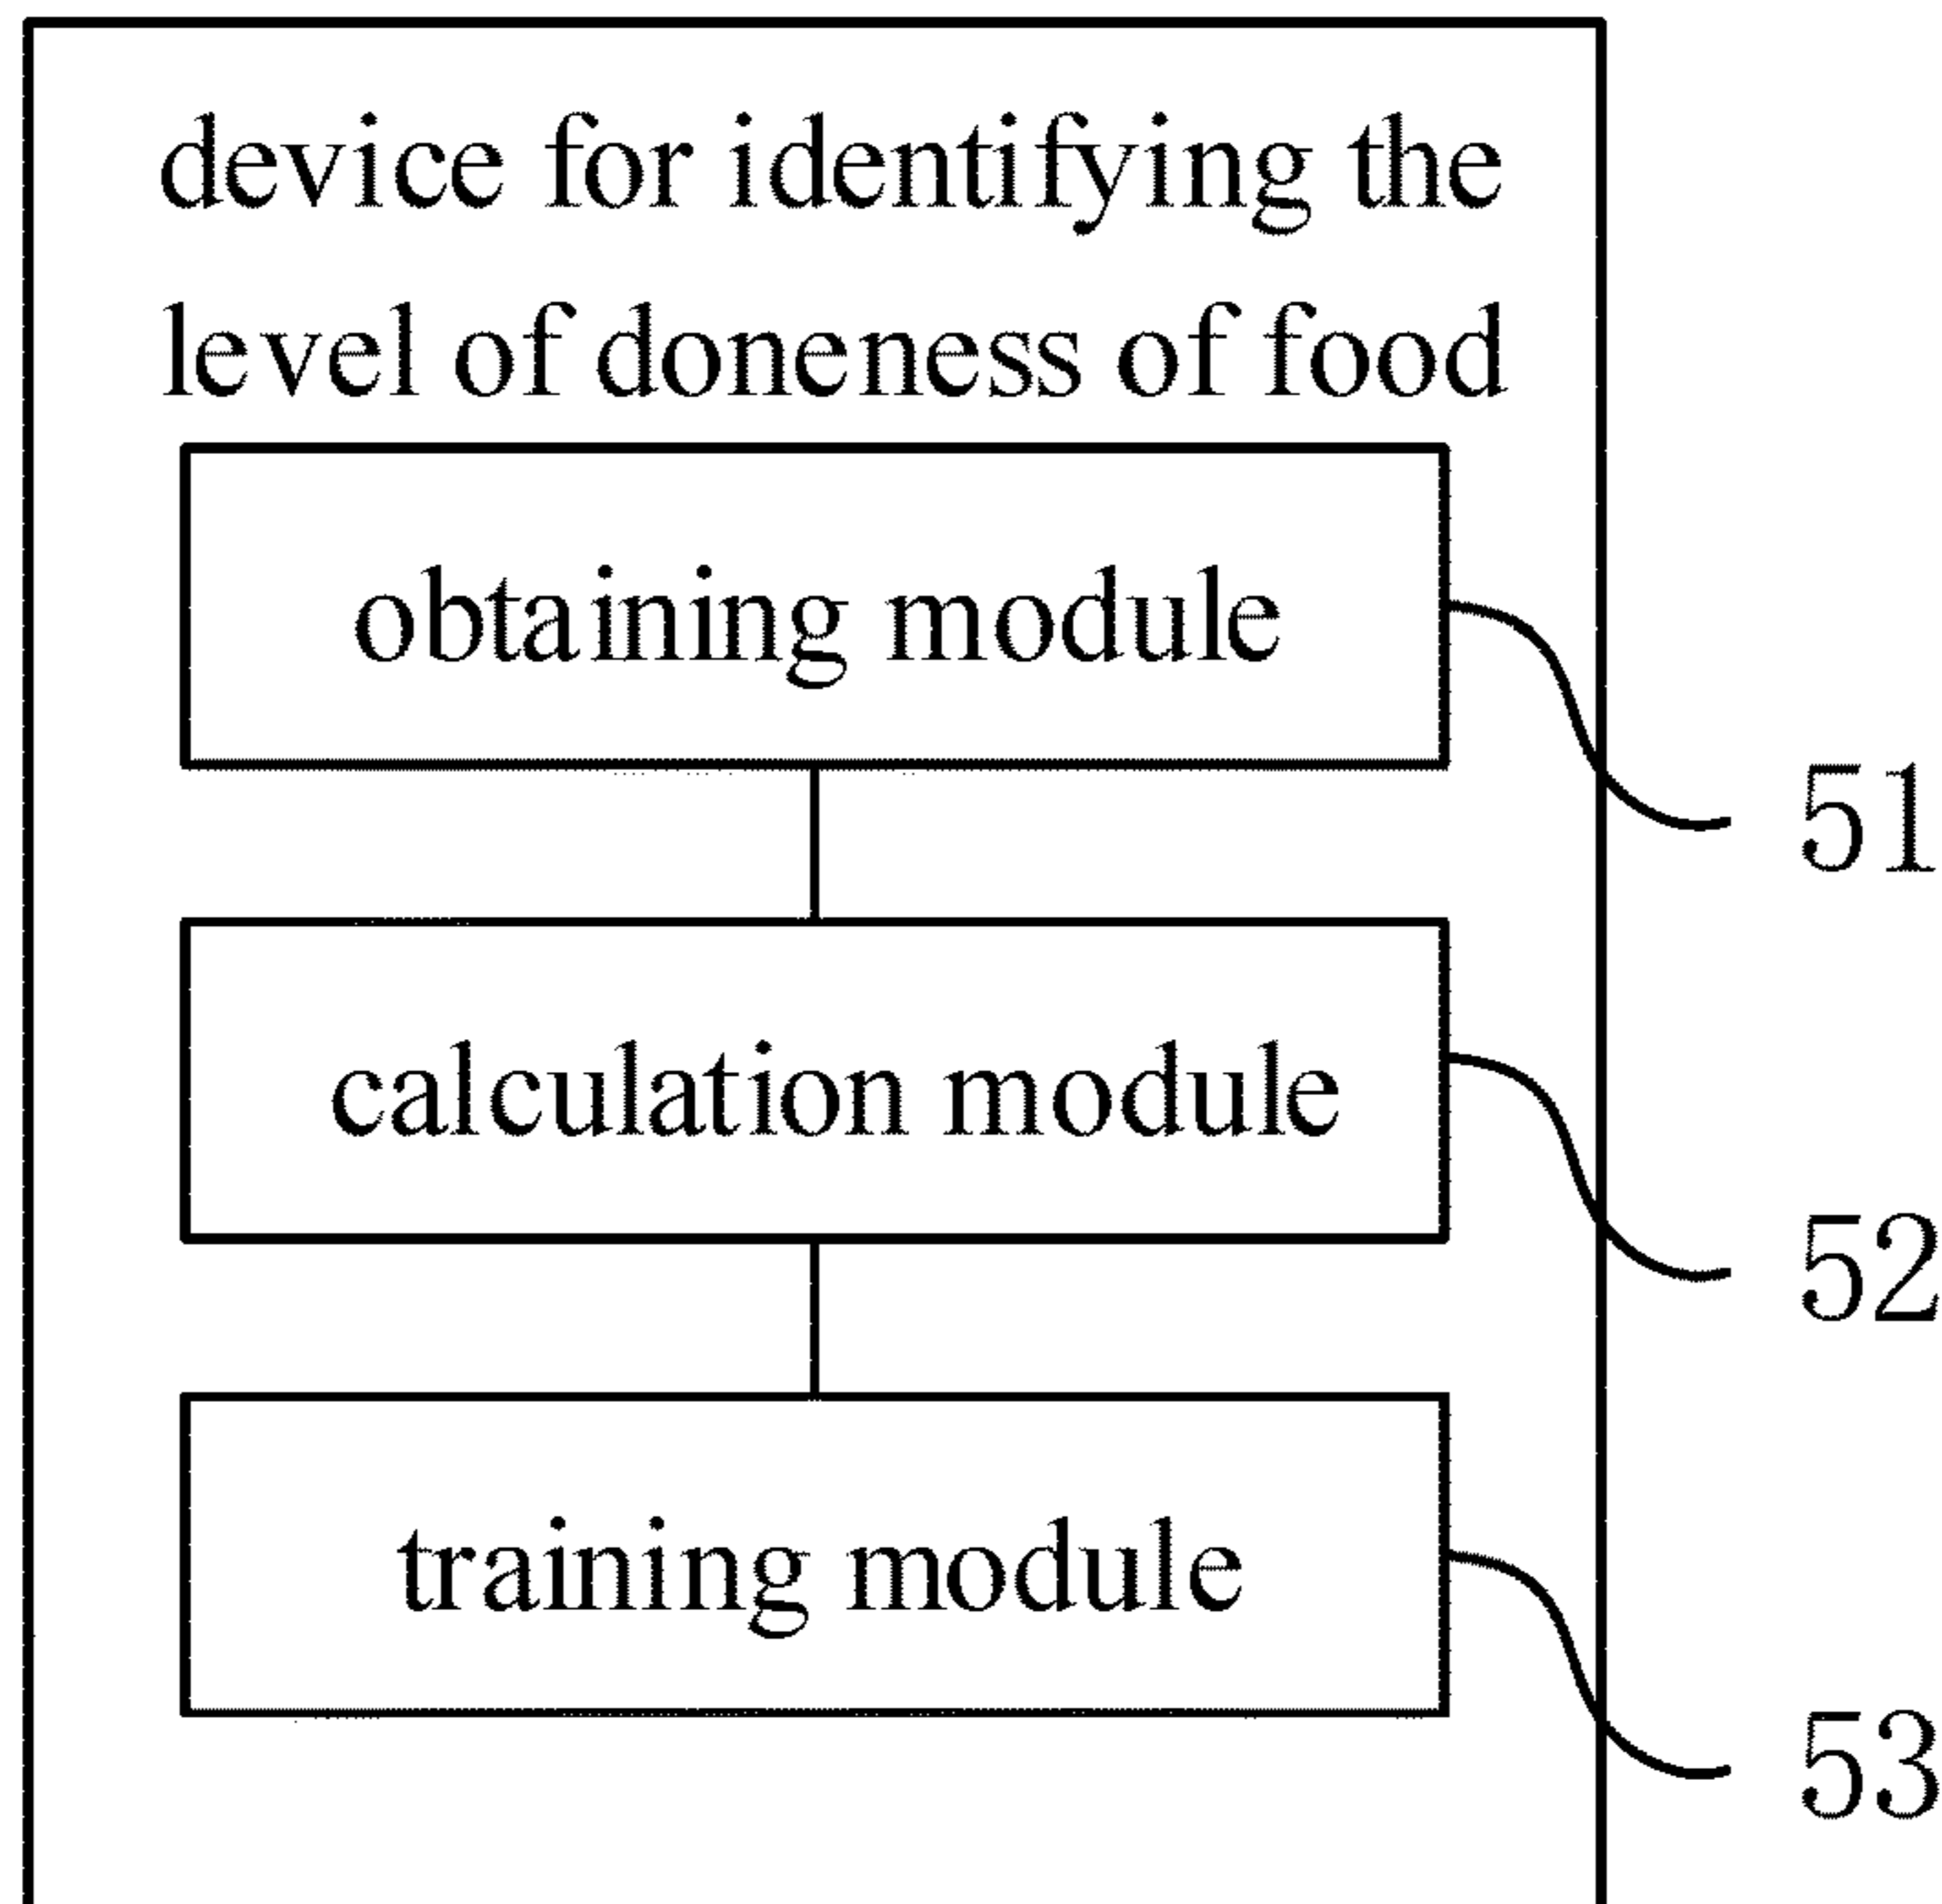 device for identifying the
level of doneness of food
obtaining module
51
calculation module
52
training module
53